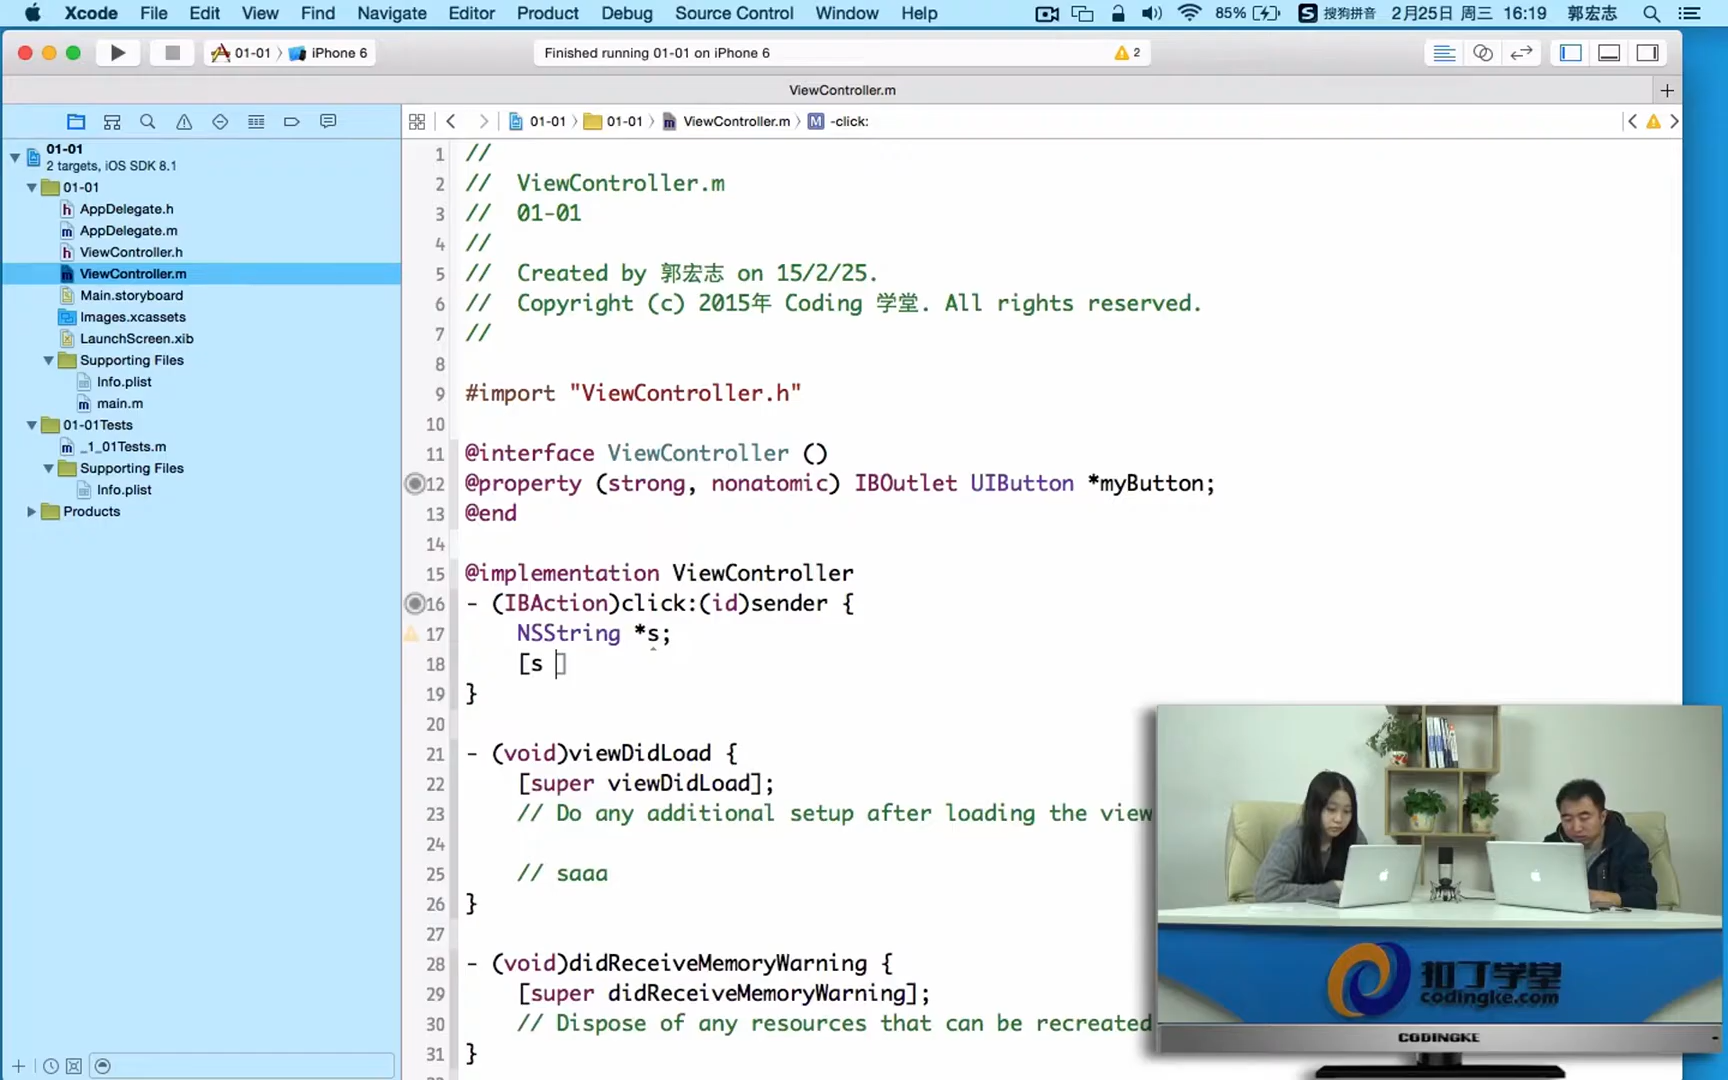 Xcode File Edit View Find Navigate Editor Product Debug Source Control Window Help 85% S 搜狗拼音 2月25日 周三 16:19 郭宏志
01-01 iPhone 6 Finished running 01-01 on iPhone 6 2
ViewController.m
01-01 01-01 ViewController.m M -click:
01-01
2 targets, iOS SDK 8.1
01-01
h AppDelegate.h
m AppDelegate.m
h ViewController.h
m ViewController.m
Main.storyboard
Images.xcassets
LaunchScreen.xib
Supporting Files
Info.plist
m main.m
01-01Tests
m _1_01Tests.m
Supporting Files
Info.plist
Products
1 //
2 // ViewController.m
3 // 01-01
4 //
5 // Created by 郭宏志 on 15/2/25.
6 // Copyright (c) 2015年 Coding 学堂. All rights reserved.
7 //
8
9 #import "ViewController.h"
10
11 @interface ViewController ()
12 @property (strong, nonatomic) IBOutlet UIButton *myButton;
13 @end
14
15 @implementation ViewController
16 - (IBAction)click:(id)sender {
17 NSString *s;
18 [s ]
19 }
20
21 - (void)viewDidLoad {
22 [super viewDidLoad];
23 // Do any additional setup after loading the view
24
25 // saaa
26 }
27
28 - (void)didReceiveMemoryWarning {
29 [super didReceiveMemoryWarning];
30 // Dispose of any resources that can be recreated
31 }
扣丁学堂
codingke.com
CODINGKE